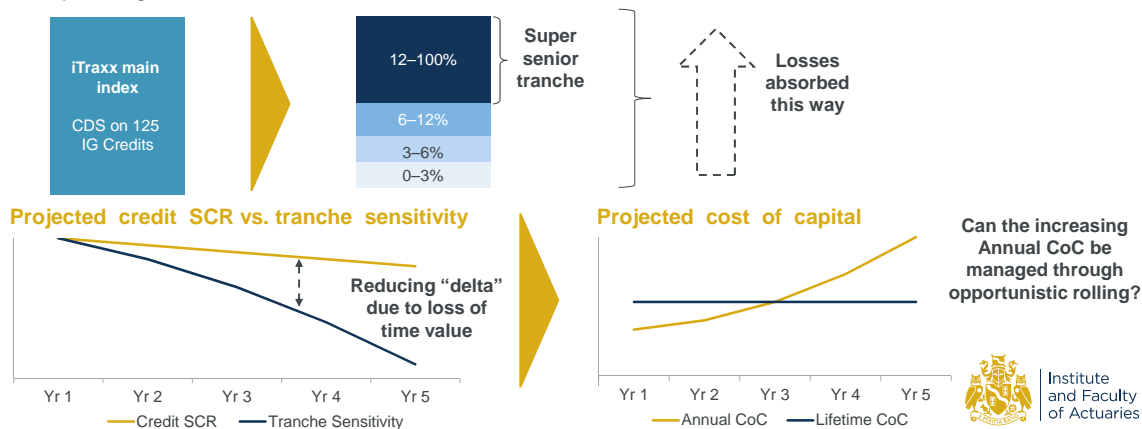 iTraxx main
index
CDS on 125
IG Credits
12–100%
6–12%
3–6%
0–3%
Super
senior
tranche
Losses
absorbed
this way
Projected credit SCR vs. tranche sensitivity
Reducing “delta”
due to loss of
time value
Yr 1 Yr 2 Yr 3 Yr 4 Yr 5
Credit SCR Tranche Sensitivity
Projected cost of capital
Yr 1 Yr 2 Yr 3 Yr 4 Yr 5
Annual CoC Lifetime CoC
Can the increasing
Annual CoC be
managed through
opportunistic rolling?
Institute
and Faculty
of Actuaries